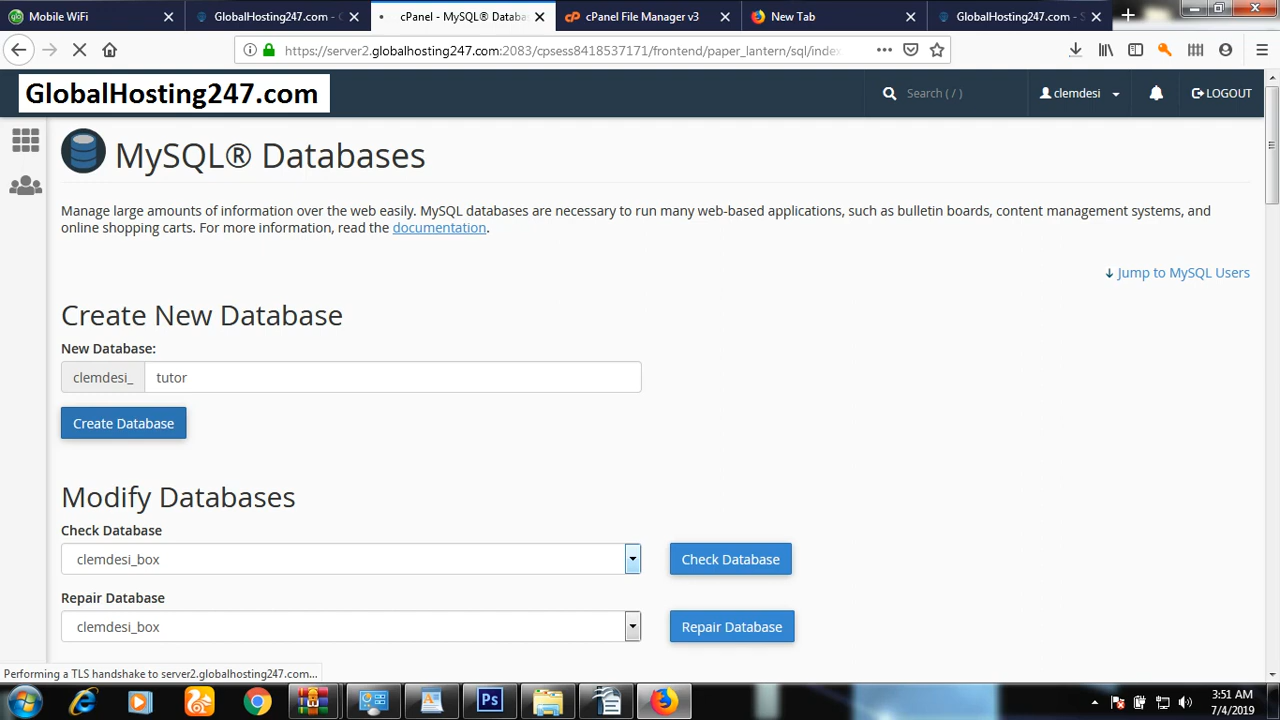 Mobile WiFi
GlobalHosting247.com - C
cPanel - MySQL® Databa
cPanel File Manager v3
New Tab
GlobalHosting247.com - S
https://server2.globalhosting247.com:2083/cpsess8418537171/frontend/paper_lantern/sql/index
GlobalHosting247.com
Search ( / )
clemdesi
LOGOUT
MySQL® Databases
Manage large amounts of information over the web easily. MySQL databases are necessary to run many web-based applications, such as bulletin boards, content management systems, and
online shopping carts. For more information, read the documentation.
Jump to MySQL Users
Create New Database
New Database:
clemdesi_ tutor
Create Database
Modify Databases
Check Database
clemdesi_box
Check Database
Repair Database
clemdesi_box
Repair Database
Performing a TLS handshake to server2.globalhosting247.com...
Ps
3:51 AM
7/4/2019